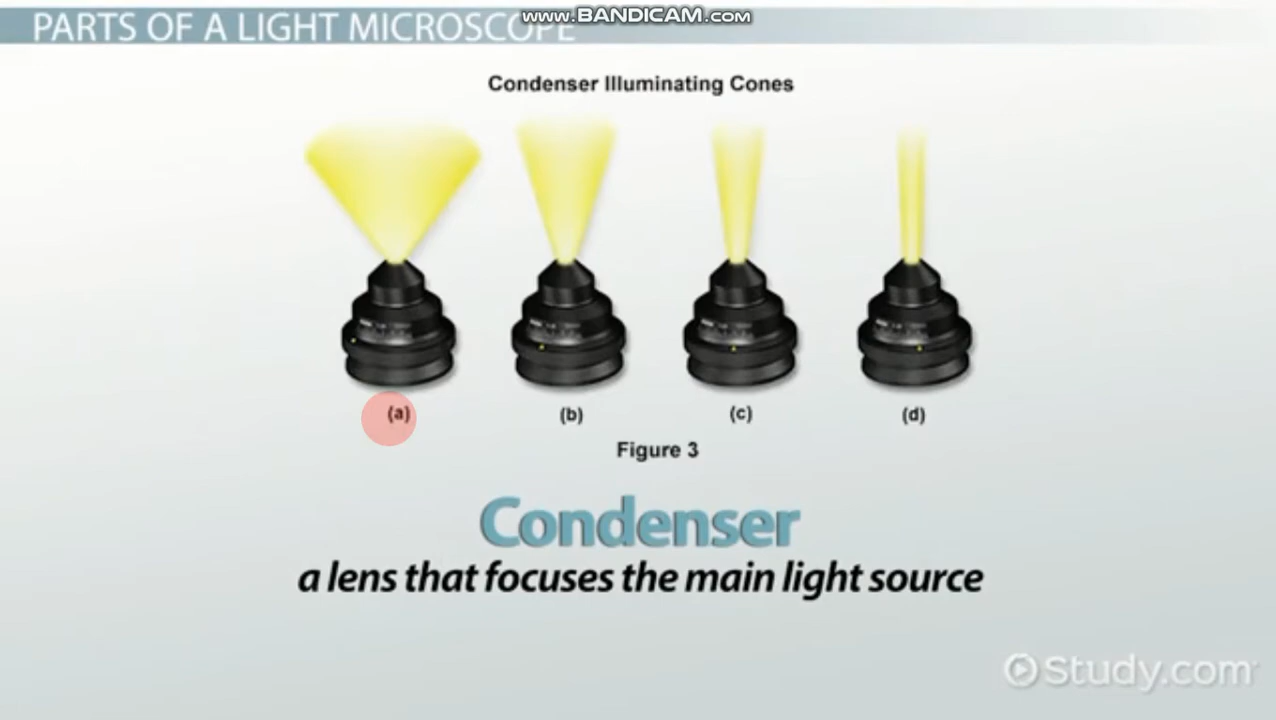 www.BANDICAM.com
PARTS OF A LIGHT MICROSCOPE
Condenser Illuminating Cones
(a) (b) (c) (d)
Figure 3
Condenser
a lens that focuses the main light source
Study.com